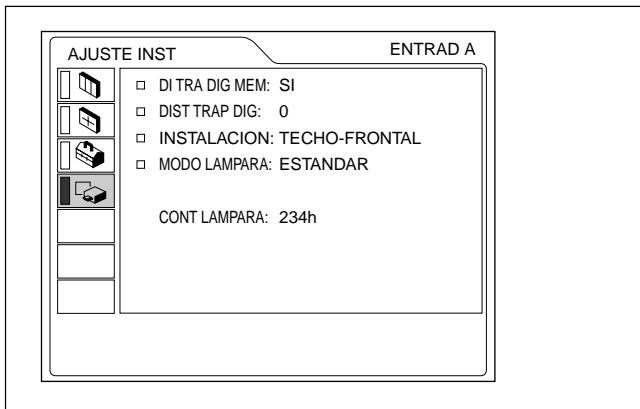 AJUSTE INST ENTRAD A
DI TRA DIG MEM: SI
DIST TRAP DIG: 0
INSTALACION: TECHO-FRONTAL
MODO LAMPARA: ESTANDAR
CONT LAMPARA: 234h